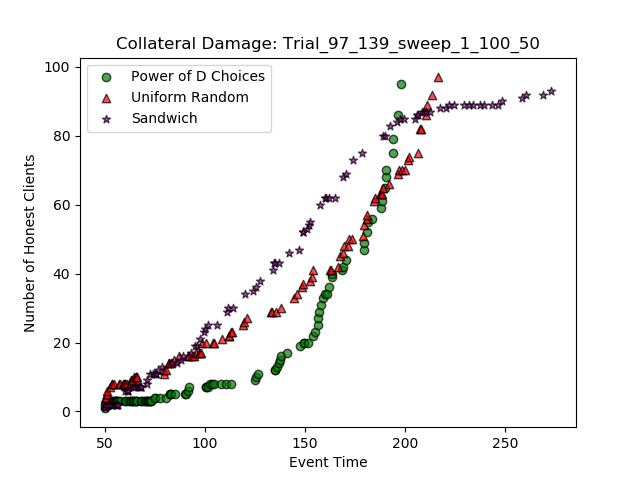 Collateral Damage: Trial_97_139_sweep_1_100_50
Power of D Choices
Uniform Random
Sandwich
Number of Honest Clients
100
80
60
40
20
0
50
100
150
200
250
Event Time